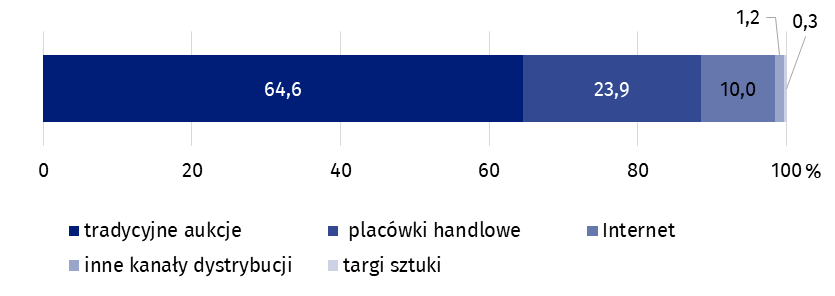 1,2
0,3
64,6 23,9 10,0
0 20 40 60 80 100 %
tradycyjne aukcje placówki handlowe Internet
inne kanały dystrybucji targi sztuki